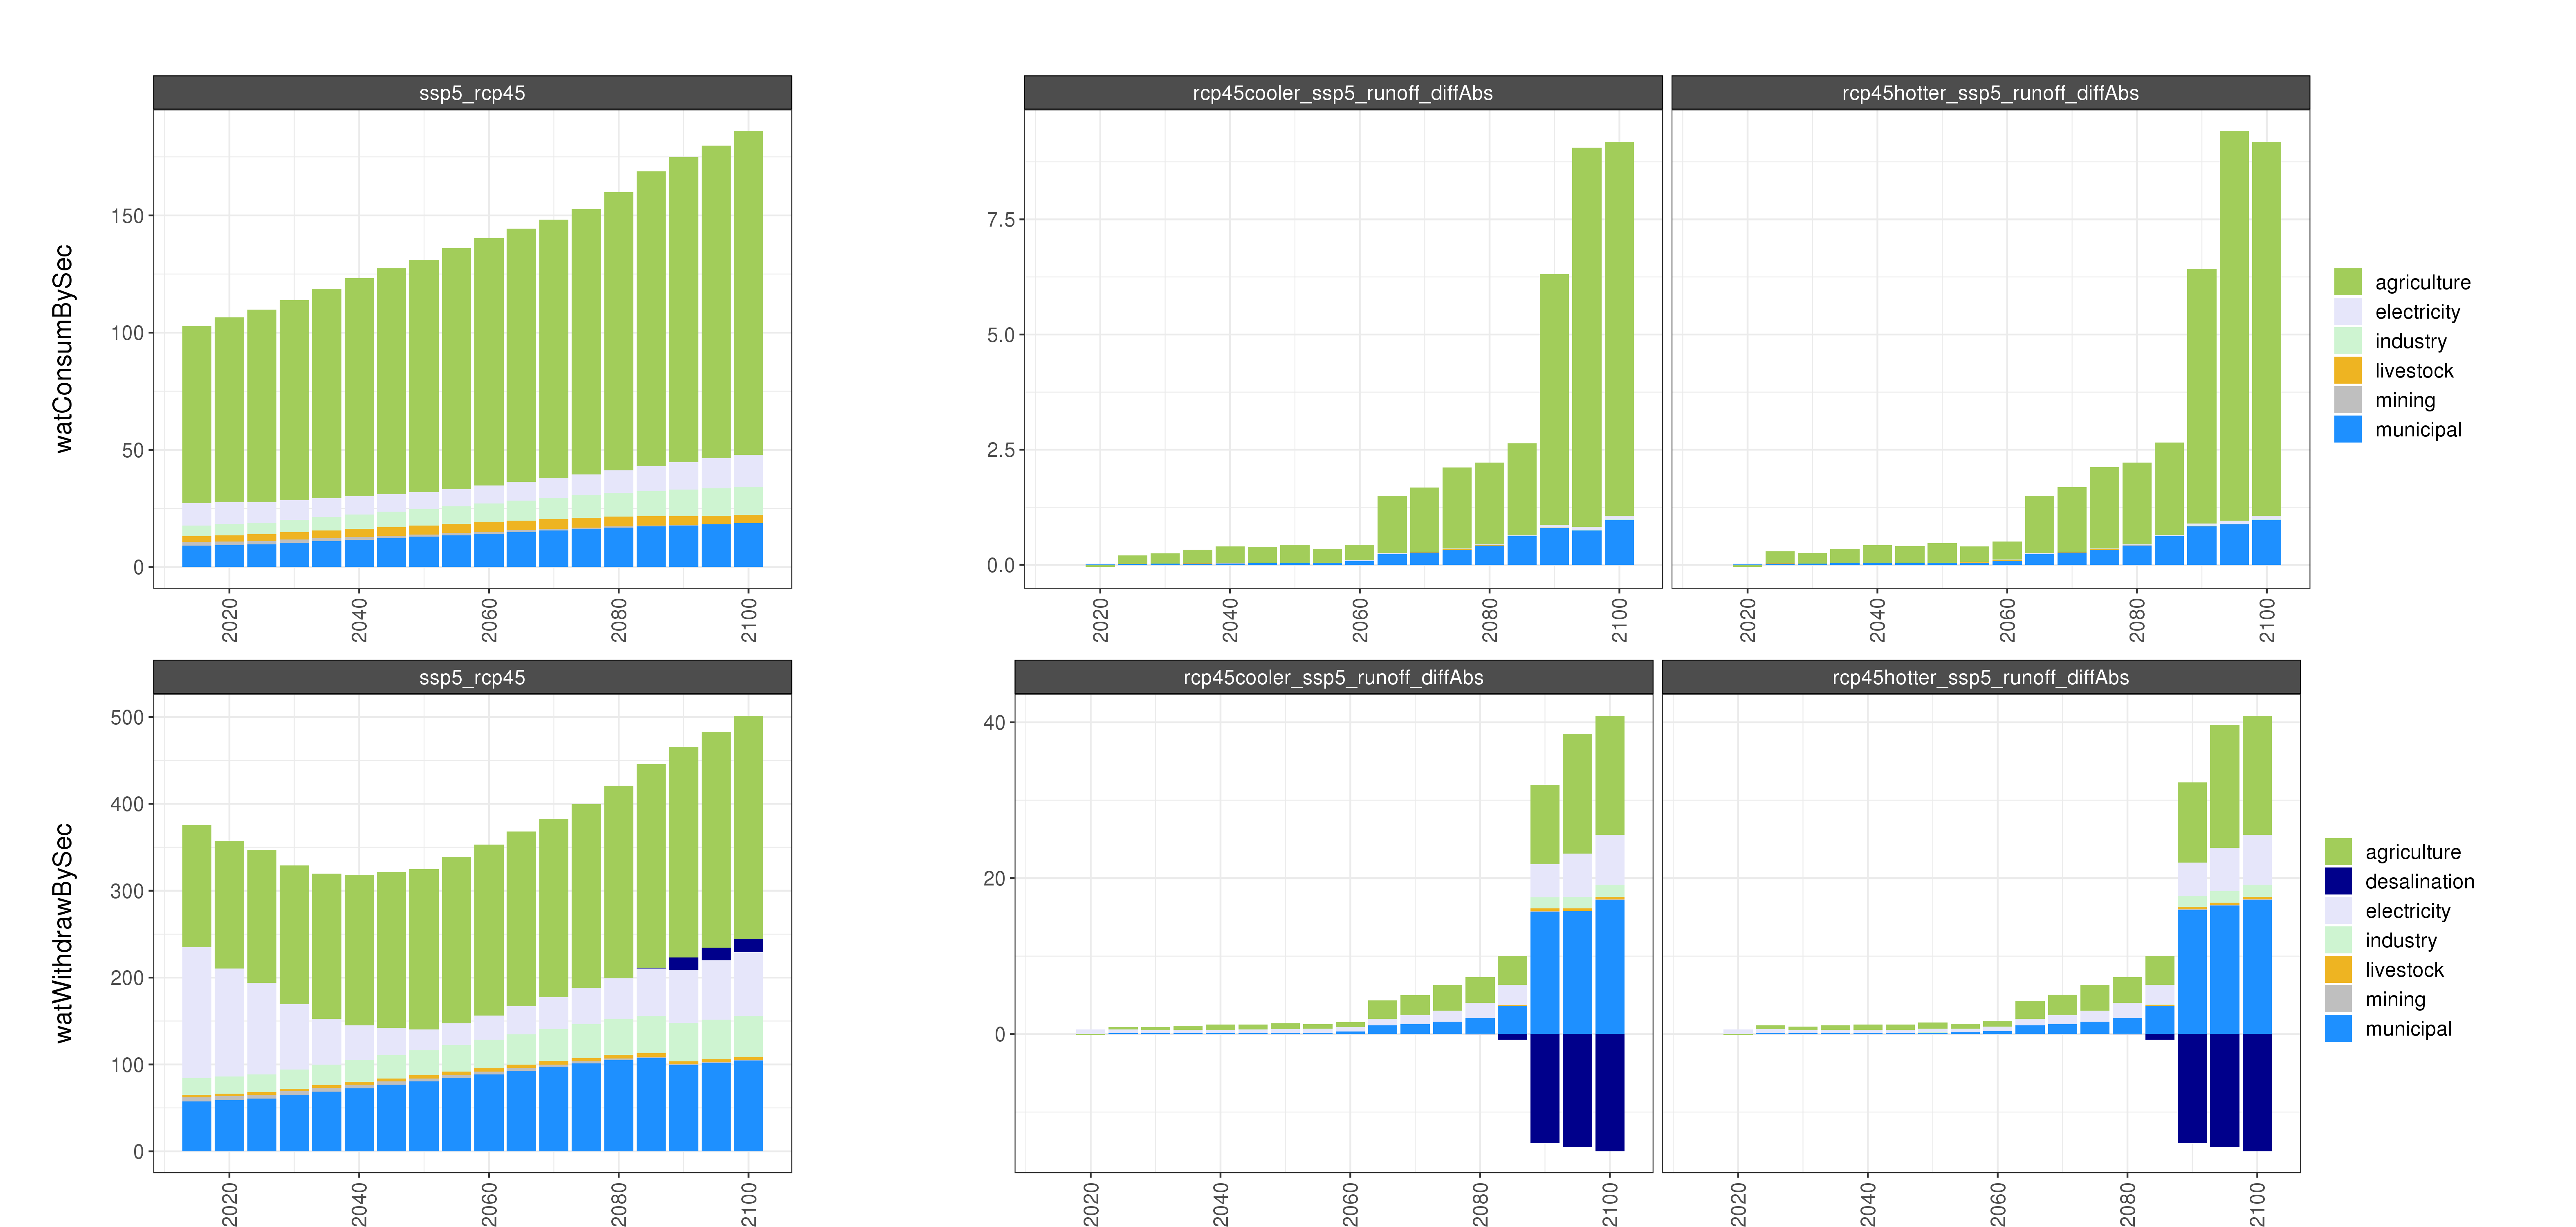 ssp5_rcp45
rcp45cooler_ssp5_runoff_diffAbs
rcp45hotter_ssp5_runoff_diffAbs
watConsumBySec
150
100
50
0
7.5
5.0
2.5
0.0
2020
2040
2060
2080
2100
2020
2040
2060
2080
2100
2020
2040
2060
2080
2100
agriculture
electricity
industry
livestock
mining
municipal
ssp5_rcp45
rcp45cooler_ssp5_runoff_diffAbs
rcp45hotter_ssp5_runoff_diffAbs
watWithdrawBySec
500
400
300
200
100
0
40
20
0
2020
2040
2060
2080
2100
2020
2040
2060
2080
2100
2020
2040
2060
2080
2100
agriculture
desalination
electricity
industry
livestock
mining
municipal